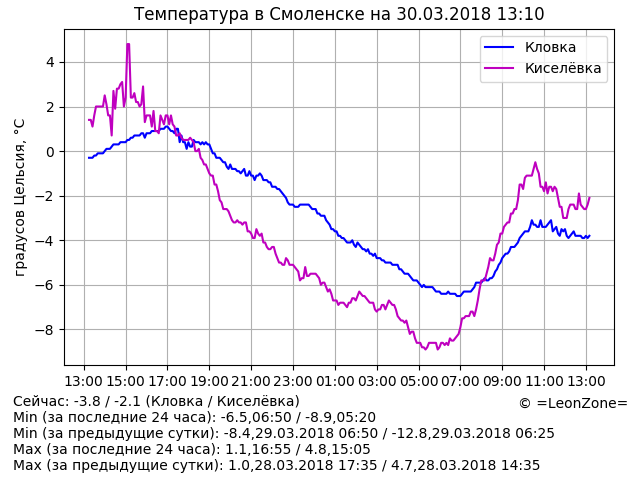 Температура в Смоленске на 30.03.2018 13:10
Кловка
Киселёвка
градусов Цельсия, °C
4
2
0
−2
−4
−6
−8
13:00 15:00 17:00 19:00 21:00 23:00 01:00 03:00 05:00 07:00 09:00 11:00 13:00
Сейчас: -3.8 / -2.1 (Кловка / Киселёвка)
© =LeonZone=
Min (за последние 24 часа): -6.5,06:50 / -8.9,05:20
Min (за предыдущие сутки): -8.4,29.03.2018 06:50 / -12.8,29.03.2018 06:25
Max (за последние 24 часа): 1.1,16:55 / 4.8,15:05
Max (за предыдущие сутки): 1.0,28.03.2018 17:35 / 4.7,28.03.2018 14:35